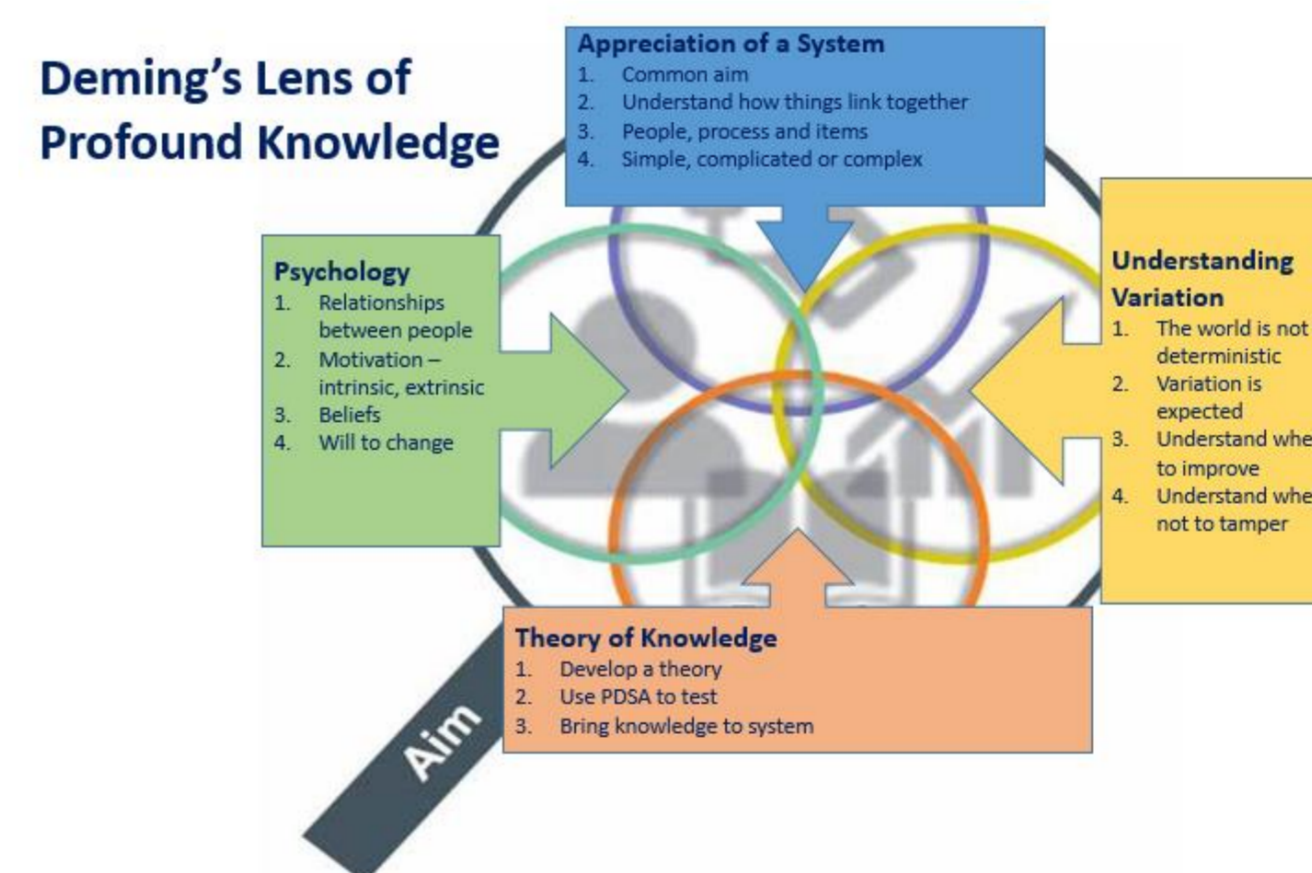 Deming's Lens of
Profound Knowledge
Appreciation of a System
1. Common aim
2. Understand how things link together
3. People, process and items
4. Simple, complicated or complex
Psychology
1. Relationships
between people
2. Motivation –
intrinsic, extrinsic
3. Beliefs
4. Will to change
Understanding
Variation
1. The world is not
deterministic
2. Variation is
expected
3. Understand
to improve
4. Understand
not to tamper
Theory of Knowledge
1. Develop a theory
2. Use PDSA to test
3. Bring knowledge to system
Aim